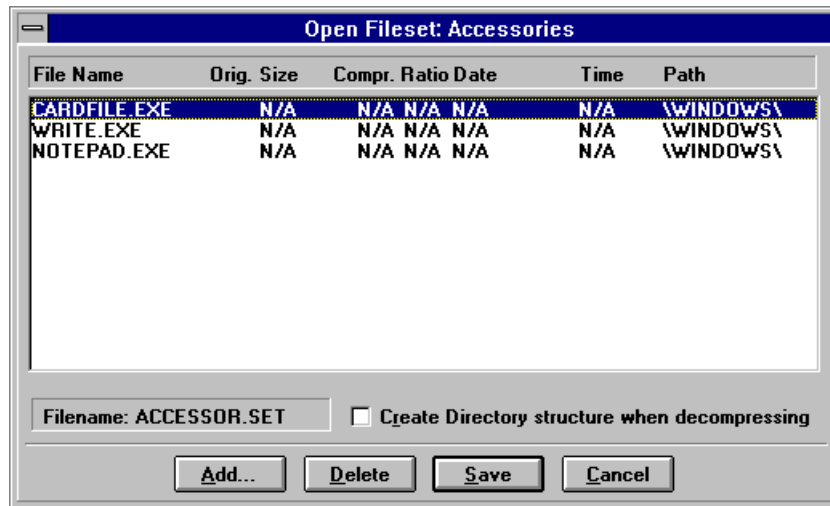 Open Fileset: Accessories
File Name Orig. Size Compr. Ratio Date Time Path
CARDFILE.EXE N/A N/A N/A N/A N/A \WINDOWS\
WRITE.EXE N/A N/A N/A N/A N/A \WINDOWS\
NOTEPAD.EXE N/A N/A N/A N/A N/A \WINDOWS\
Filename: ACCESSOR.SET Create Directory structure when decompressing
Add... Delete Save Cancel